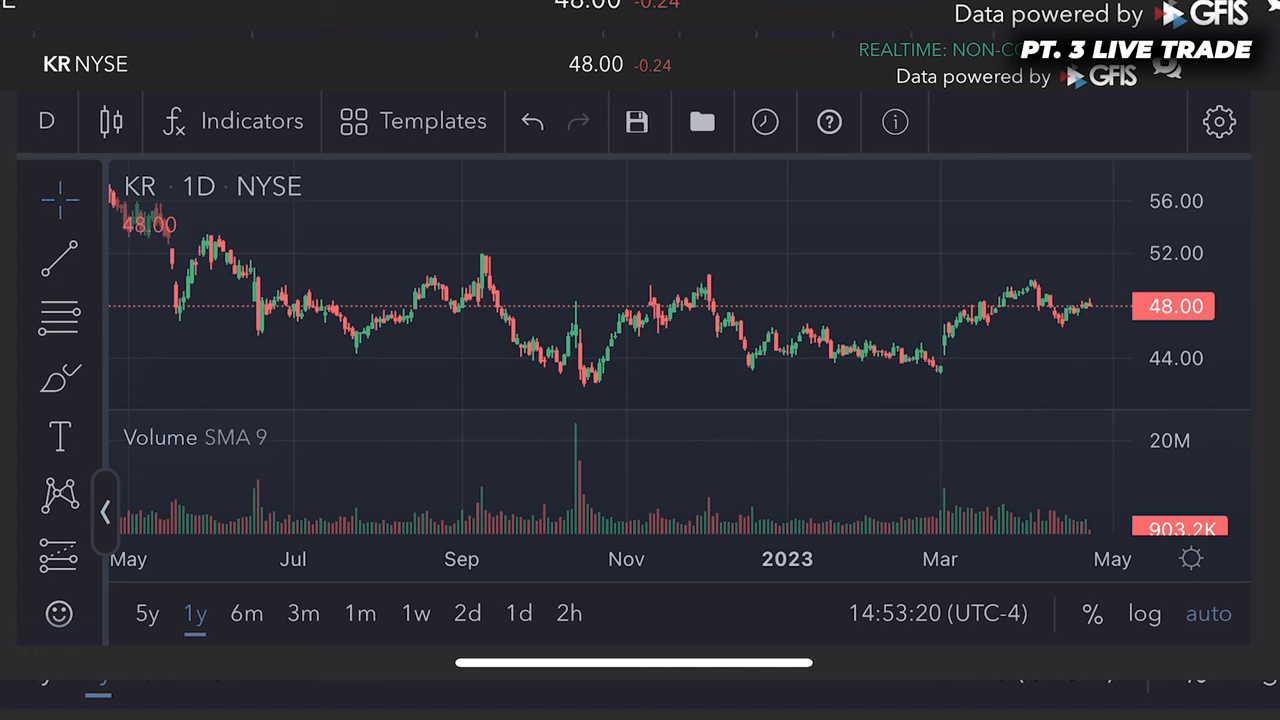 48.00 -0.24
Data powered by GFIS
KR NYSE
48.00 -0.24
REALTIME: NON-CO
PT. 3 LIVE TRADE
Data powered by GFIS
D
Indicators
Templates
KR · 1D · NYSE
48.00
56.00
52.00
48.00
44.00
Volume SMA 9
20M
903.2K
May
Jul
Sep
Nov
2023
Mar
May
5y 1y 6m 3m 1m 1w 2d 1d 2h
14:53:20 (UTC-4)
% log auto